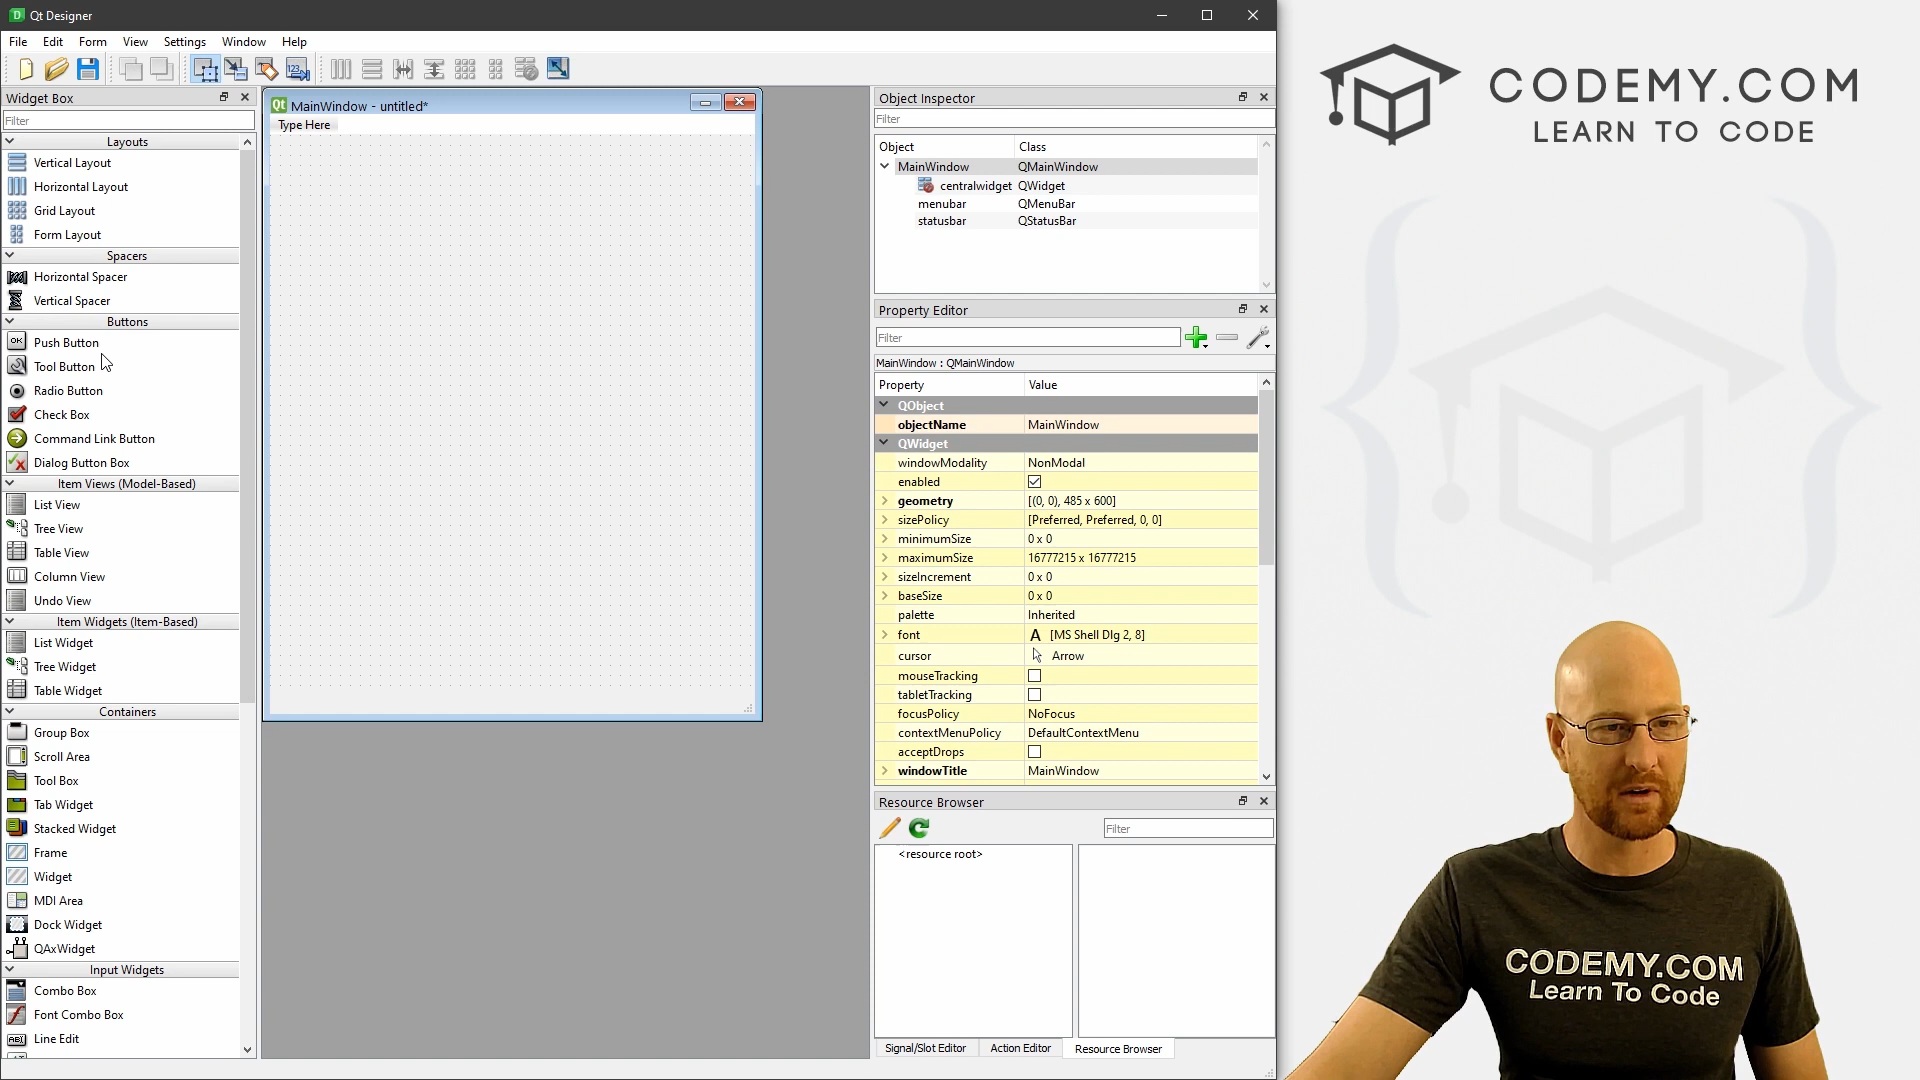 Qt Designer
File Edit Form View Settings Window Help
Widget Box
Filter
Layouts
Vertical Layout
Horizontal Layout
Grid Layout
Form Layout
Spacers
Horizontal Spacer
Vertical Spacer
Buttons
Push Button
Tool Button
Radio Button
Check Box
Command Link Button
Dialog Button Box
Item Views (Model-Based)
List View
Tree View
Table View
Column View
Undo View
Item Widgets (Item-Based)
List Widget
Tree Widget
Table Widget
Containers
Group Box
Scroll Area
Tool Box
Tab Widget
Stacked Widget
Frame
Widget
MDI Area
Dock Widget
QAxWidget
Input Widgets
Combo Box
Font Combo Box
Line Edit
MainWindow - untitled*
Type Here
Object Inspector
Filter
Object Class
MainWindow QMainWindow
centralwidget QWidget
menubar QMenuBar
statusbar QStatusBar
Property Editor
Filter
MainWindow : QMainWindow
Property Value
QObject
objectName MainWindow
QWidget
windowModality NonModal
enabled
geometry [(0, 0), 485 x 600]
sizePolicy [Preferred, Preferred, 0, 0]
minimumSize 0 x 0
maximumSize 16777215 x 16777215
sizeIncrement 0 x 0
baseSize 0 x 0
palette Inherited
font A [MS Shell Dlg 2, 8]
cursor Arrow
mouseTracking
tabletTracking
focusPolicy NoFocus
contextMenuPolicy DefaultContextMenu
acceptDrops
windowTitle MainWindow
Resource Browser
Filter
<resource root>
Signal/Slot Editor Action Editor Resource Browser
CODEMY.COM
LEARN TO CODE
CODEMY.COM
Learn To Code